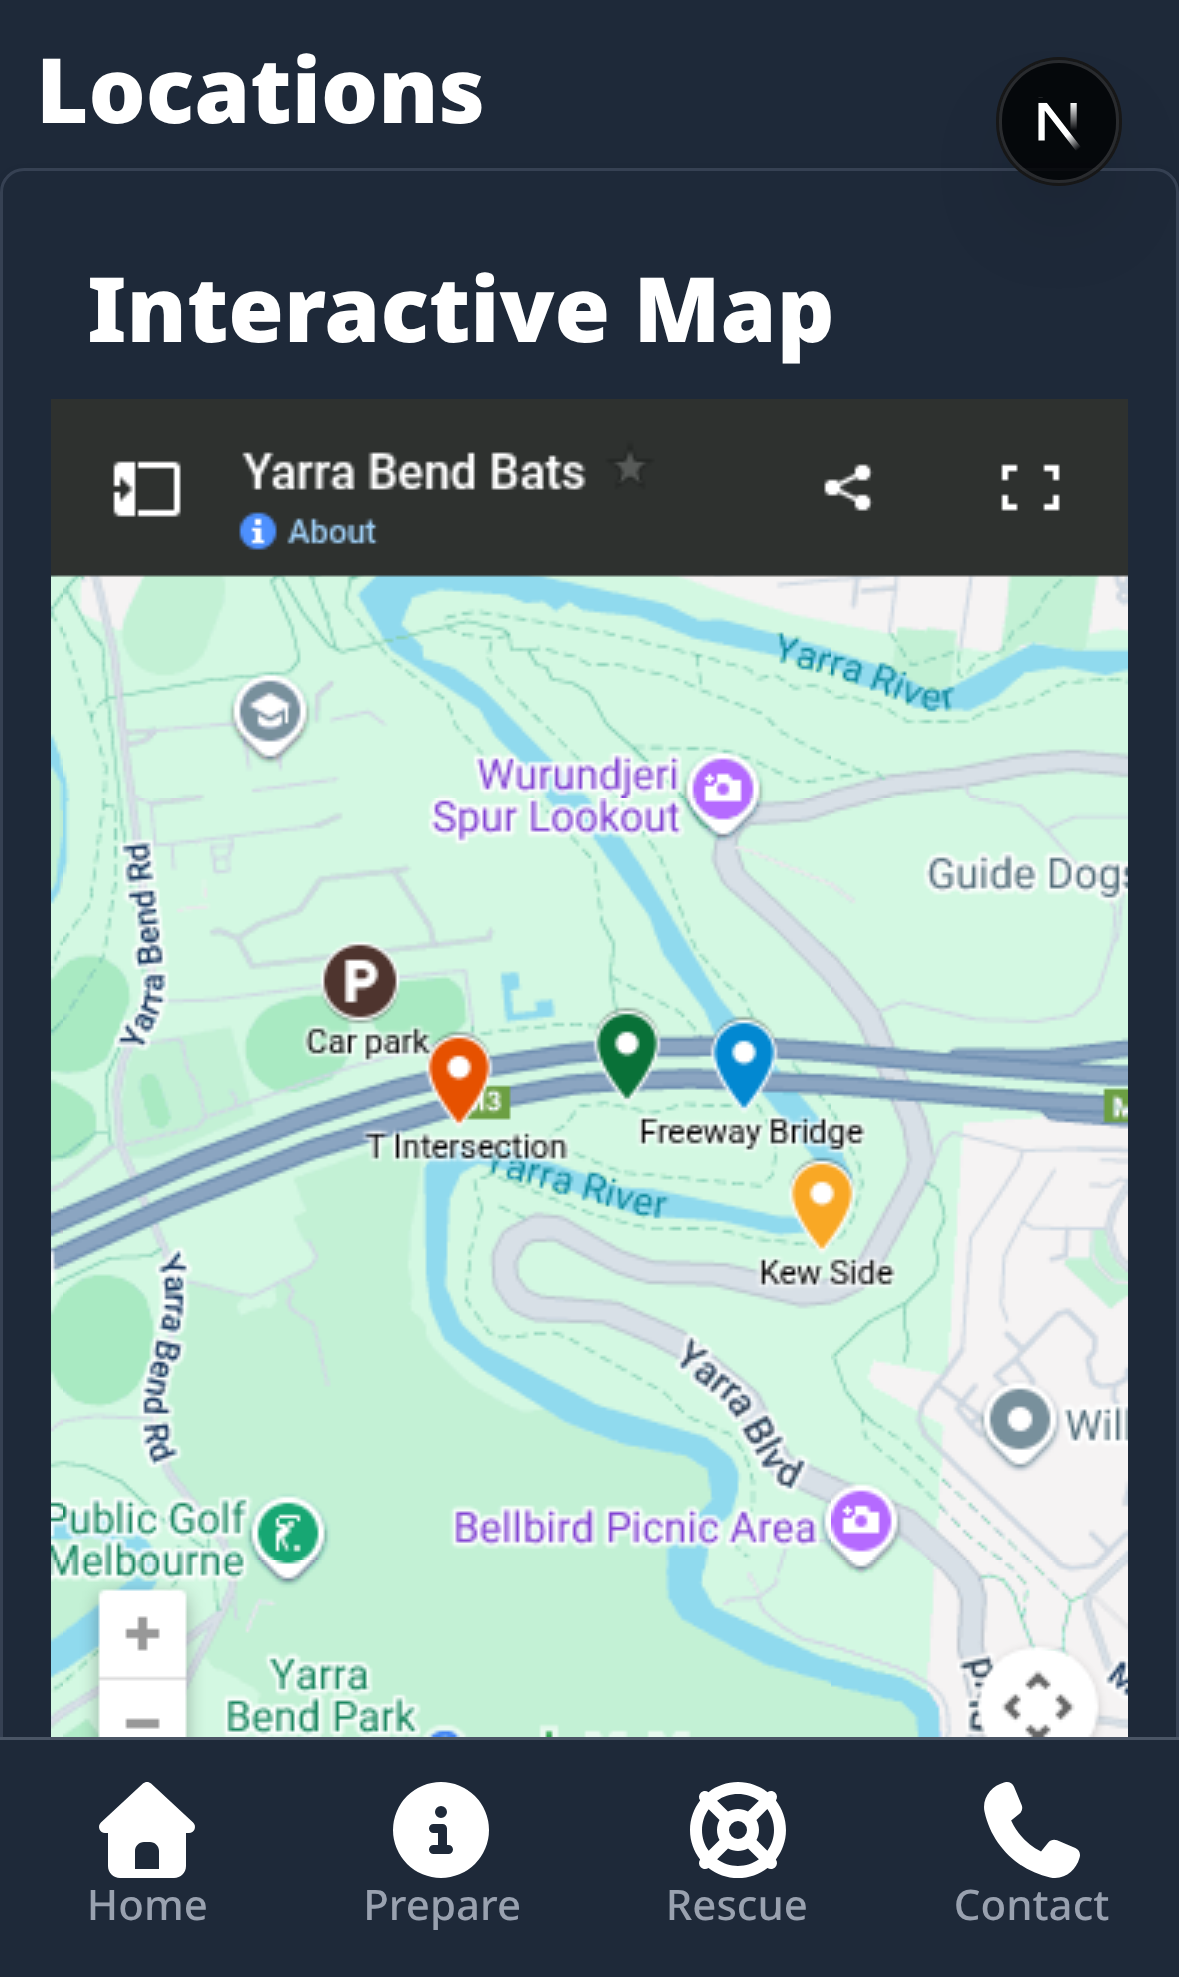 Locations
N
Interactive Map
Yarra Bend Bats
About
Yarra River
Wurundjeri
Spur Lookout
Guide Dogs
Yarra Bend Rd
P
Car park
T Intersection
Freeway Bridge
Yarra River
Kew Side
Yarra Bend Rd
Yarra Blvd
Will
Public Golf
Melbourne
Bellbird Picnic Area
+
Yarra
Bend Park
−
Home
Prepare
Rescue
Contact